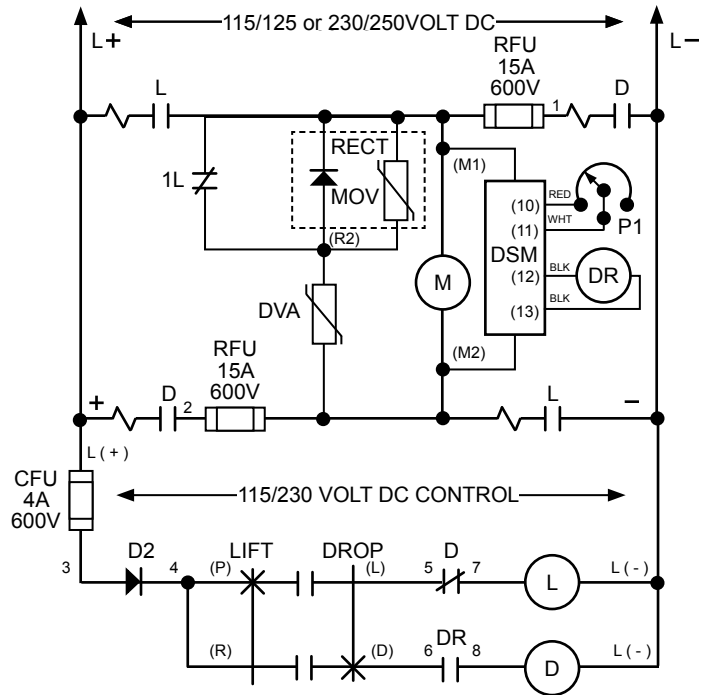 115/125 or 230/250VOLT DC
L+
L−
RFU
15A
600V
L
1
D
RECT
1L
MOV
(M1)
(R2)
RED
(10)
WHT
(11)
P1
DSM
BLK
(12)
DR
BLK
(13)
M
DVA
(M2)
RFU
15A
600V
+
D
2
L
−
L ( + )
CFU
4A
600V
115/230 VOLT DC CONTROL
3
D2
4
(P)
LIFT
DROP
(L)
5
D
7
L
L ( - )
(R)
(D)
6
DR
8
D
L ( - )